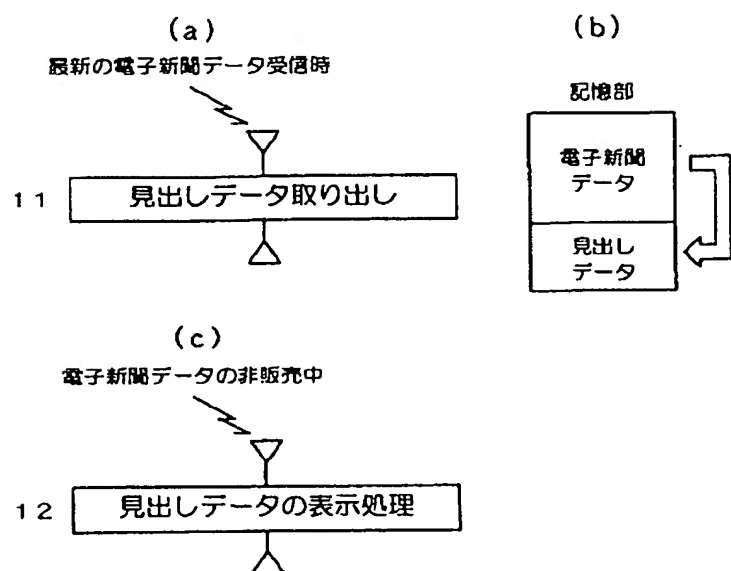 (a)
最新の電子新聞データ受信時
11 見出しデータ取り出し
(b)
記憶部
電子新聞
データ
見出し
データ
(c)
電子新聞データの非販売中
12 見出しデータの表示処理